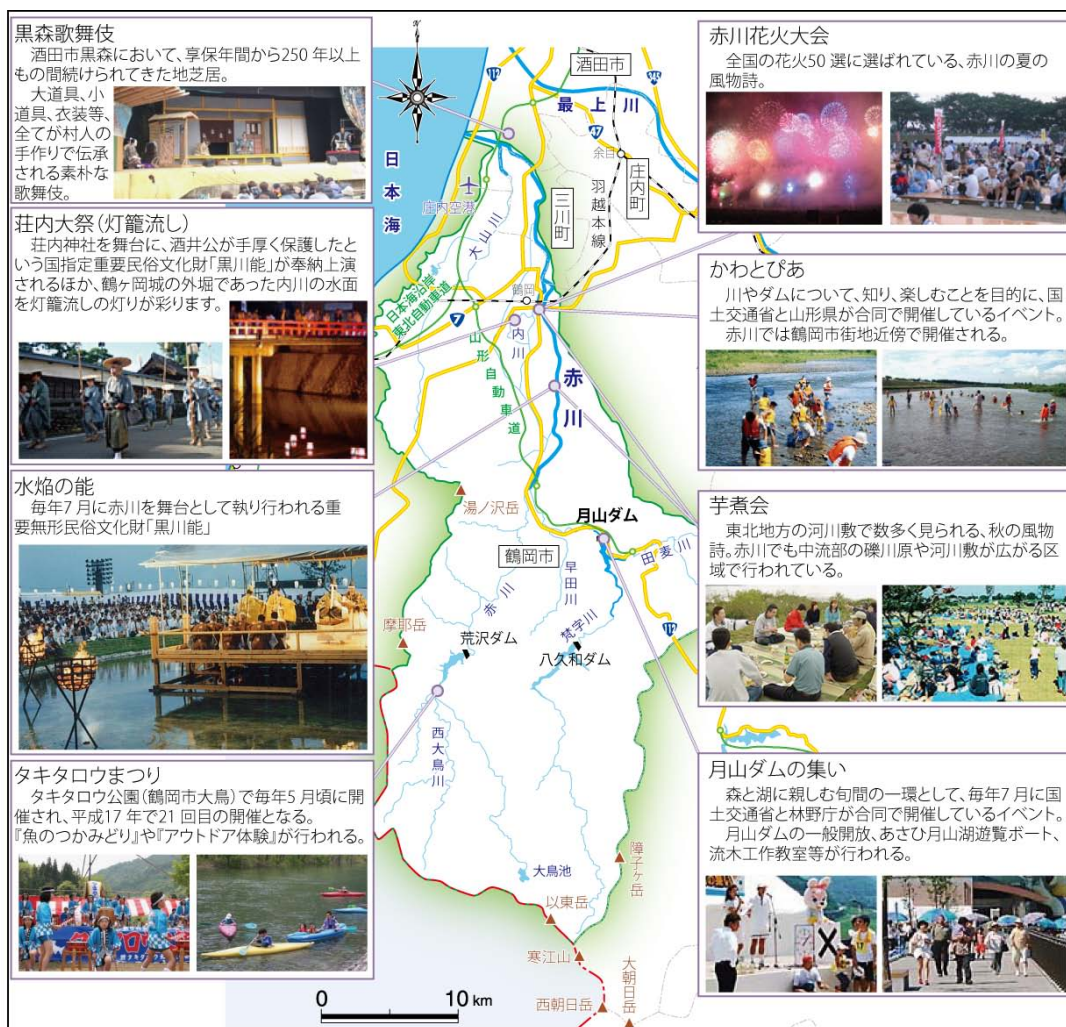 黒森歌舞伎
酒田市黒森において、享保年間から250年以上
もの間続けられてきた地芝居。
大道具、小
道具、衣装等、
全てが村人の
手作りで伝承
される素朴な
歌舞伎。
荘内大祭(灯籠流し)
荘内神社を舞台に、酒井公が手厚く保護したと
いう国指定重要民俗文化財「黒川能」が奉納上演
されるほか、鶴ヶ岡城の外堀であった内川の水面
を灯籠流しの灯りが彩ります。
水焔の能
毎年7月に赤川を舞台として執り行われる重
要無形民俗文化財「黒川能」
タキタロウまつり
タキタロウ公園(鶴岡市大鳥)で毎年5月頃に開
催され、平成17年で21回目の開催となる。
『魚のつかみどり』や『アウトドア体験』が行われる。
N
112
酒田市
345
最上川
47
余目
日本海
庄内空港
大山川
三川町
羽越本線
庄内町
鶴岡
日本海沿岸
東北自動車道
7
内川
山形自動車道
赤川
湯ノ沢岳
月山ダム
鶴岡市
田麦川
早田川
赤川
梵字川
112
摩耶岳
荒沢ダム
八久和ダム
西大鳥川
大鳥池
障子ヶ岳
以東岳
寒江山
大朝日岳
西朝日岳
0 10 km
赤川花火大会
全国の花火50選に選ばれている、赤川の夏の
風物詩。
かわとぴあ
川やダムについて、知り、楽しむことを目的に、国
土交通省と山形県が合同で開催しているイベント。
赤川では鶴岡市街地近傍で開催される。
芋煮会
東北地方の河川敷で数多く見られる、秋の風物
詩。赤川でも中流部の礫川原や河川敷が広がる区
域で行われている。
月山ダムの集い
森と湖に親しむ旬間の一環として、毎年7月に国
土交通省と林野庁が合同で開催しているイベント。
月山ダムの一般開放、あさひ月山湖遊覧ボート、
流木工作教室等が行われる。